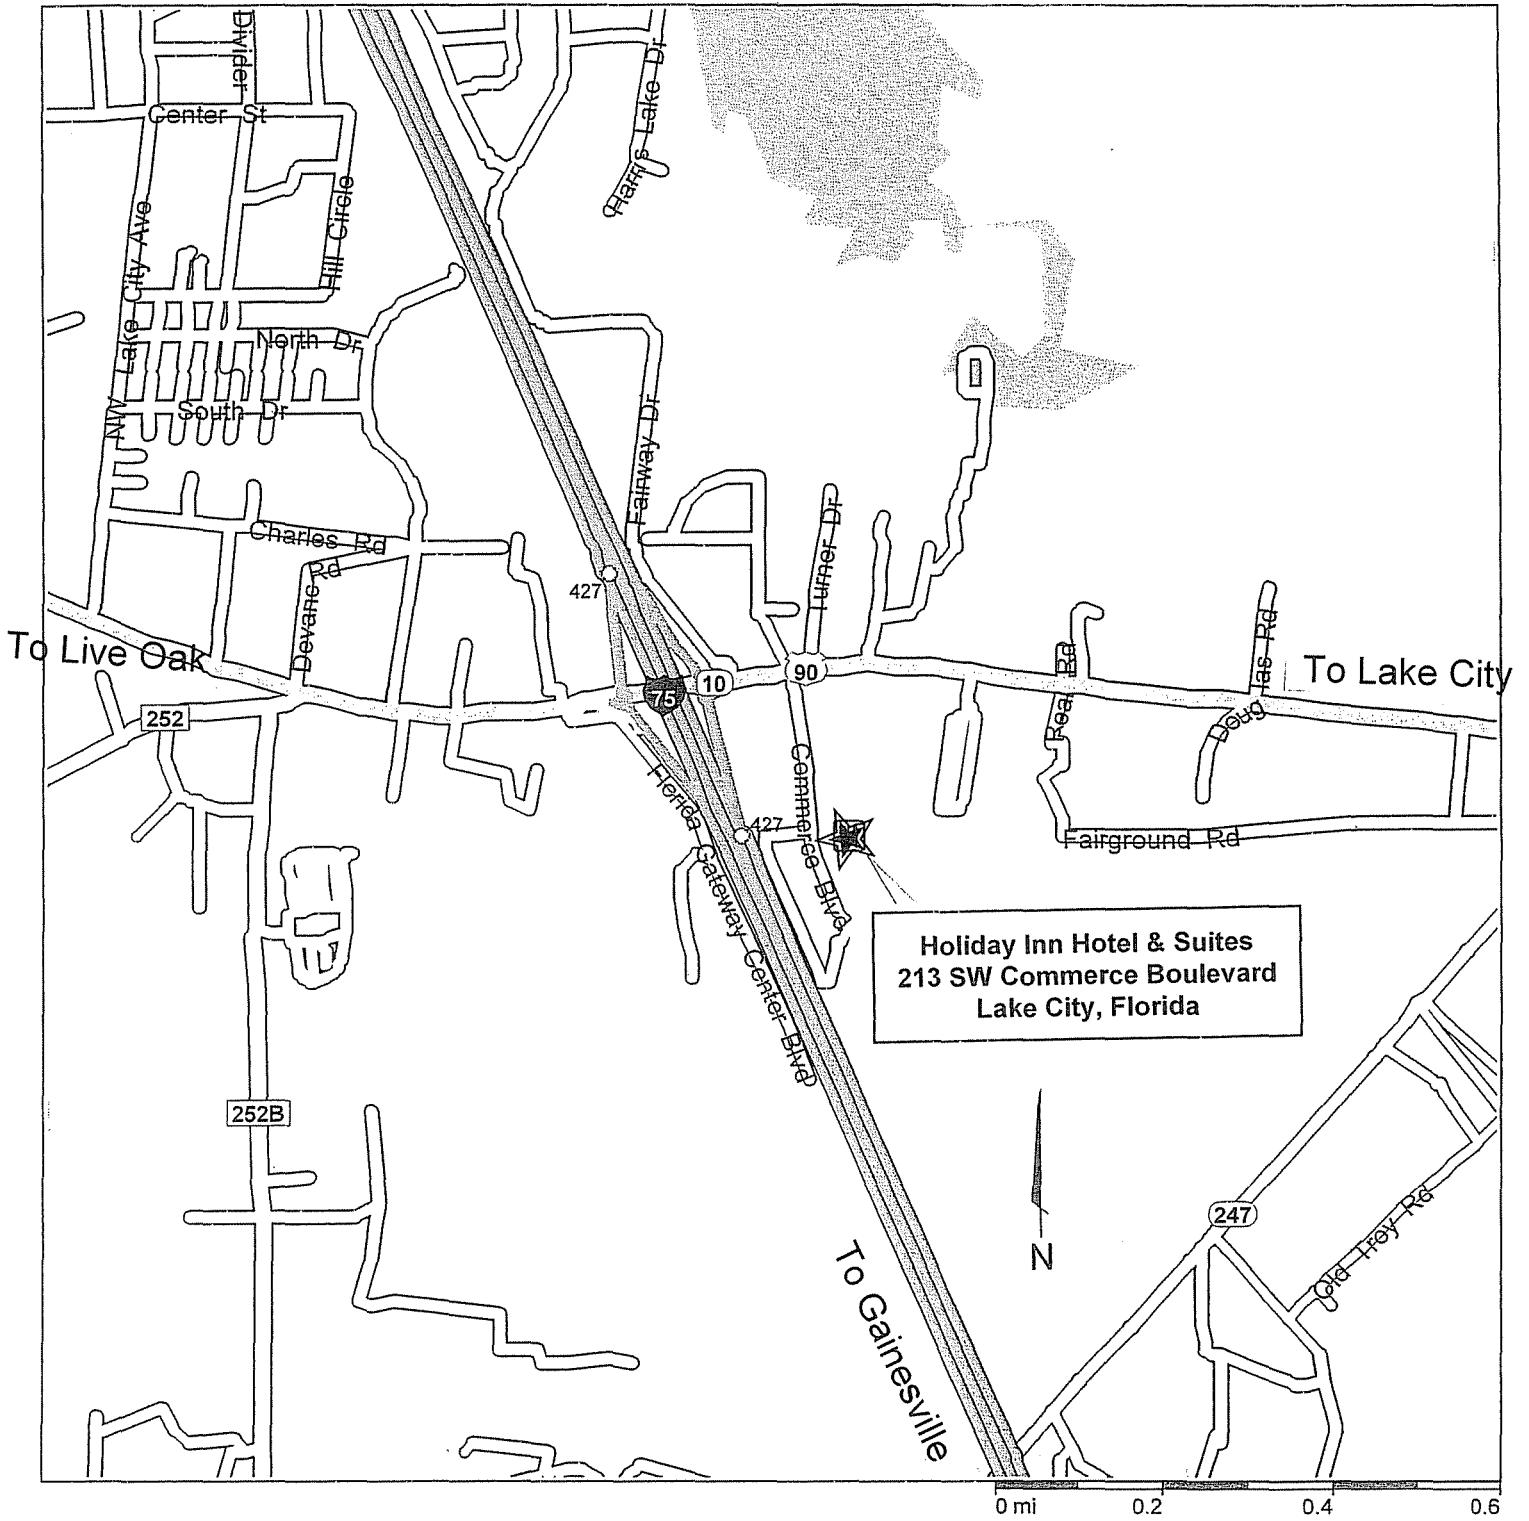 Divider
Center St
Harris Lake Dr
Hill Circle
NW Lake City Ave
North Dr
South Dr
Fairway Dr
Charles Rd
Devane Rd
Turner Dr
427
To Live Oak
75
10
90
Real Rd
Douglas Rd
To Lake City
252
Florida Gateway Center Blvd
Commerce Blvd
427
Fairground Rd
Holiday Inn Hotel & Suites
213 SW Commerce Boulevard
Lake City, Florida
252B
N
247
Old Troy Rd
To Gainesville
0 mi 0.2 0.4 0.6